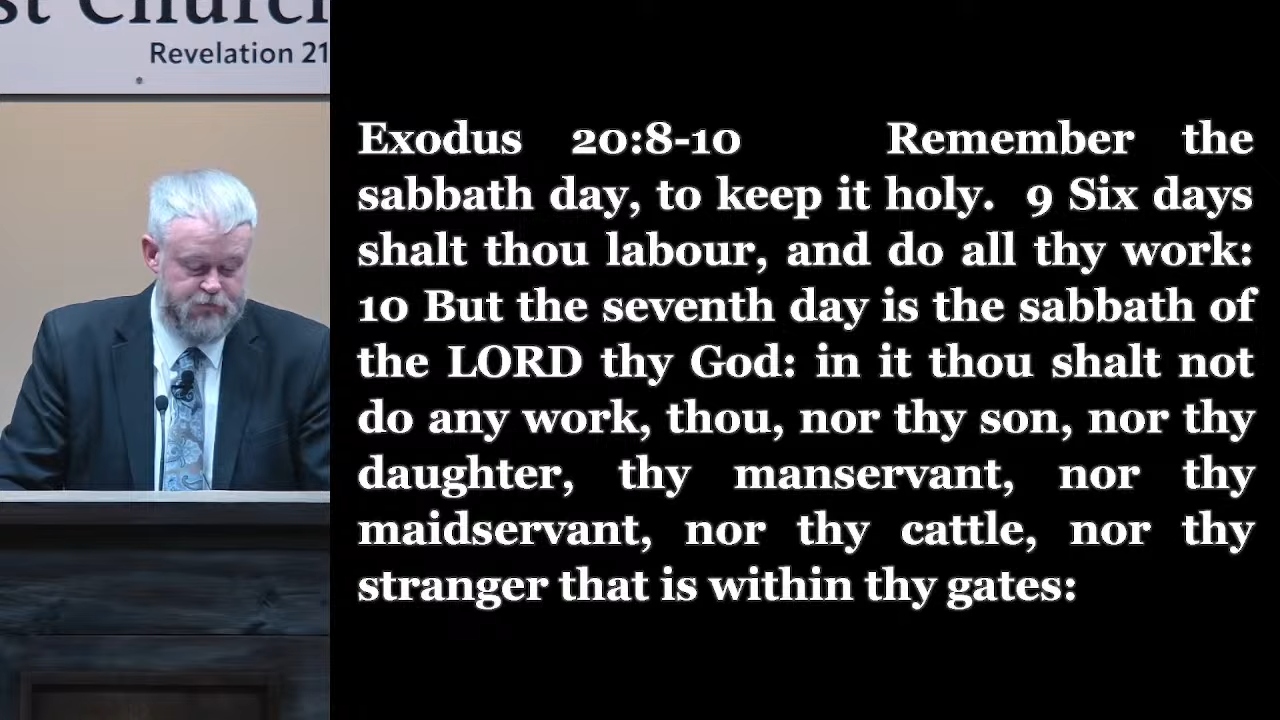 st Church
Revelation 21
Exodus 20:8-10 Remember the
sabbath day, to keep it holy. 9 Six days
shalt thou labour, and do all thy work:
10 But the seventh day is the sabbath of
the LORD thy God: in it thou shalt not
do any work, thou, nor thy son, nor thy
daughter, thy manservant, nor thy
maidservant, nor thy cattle, nor thy
stranger that is within thy gates: